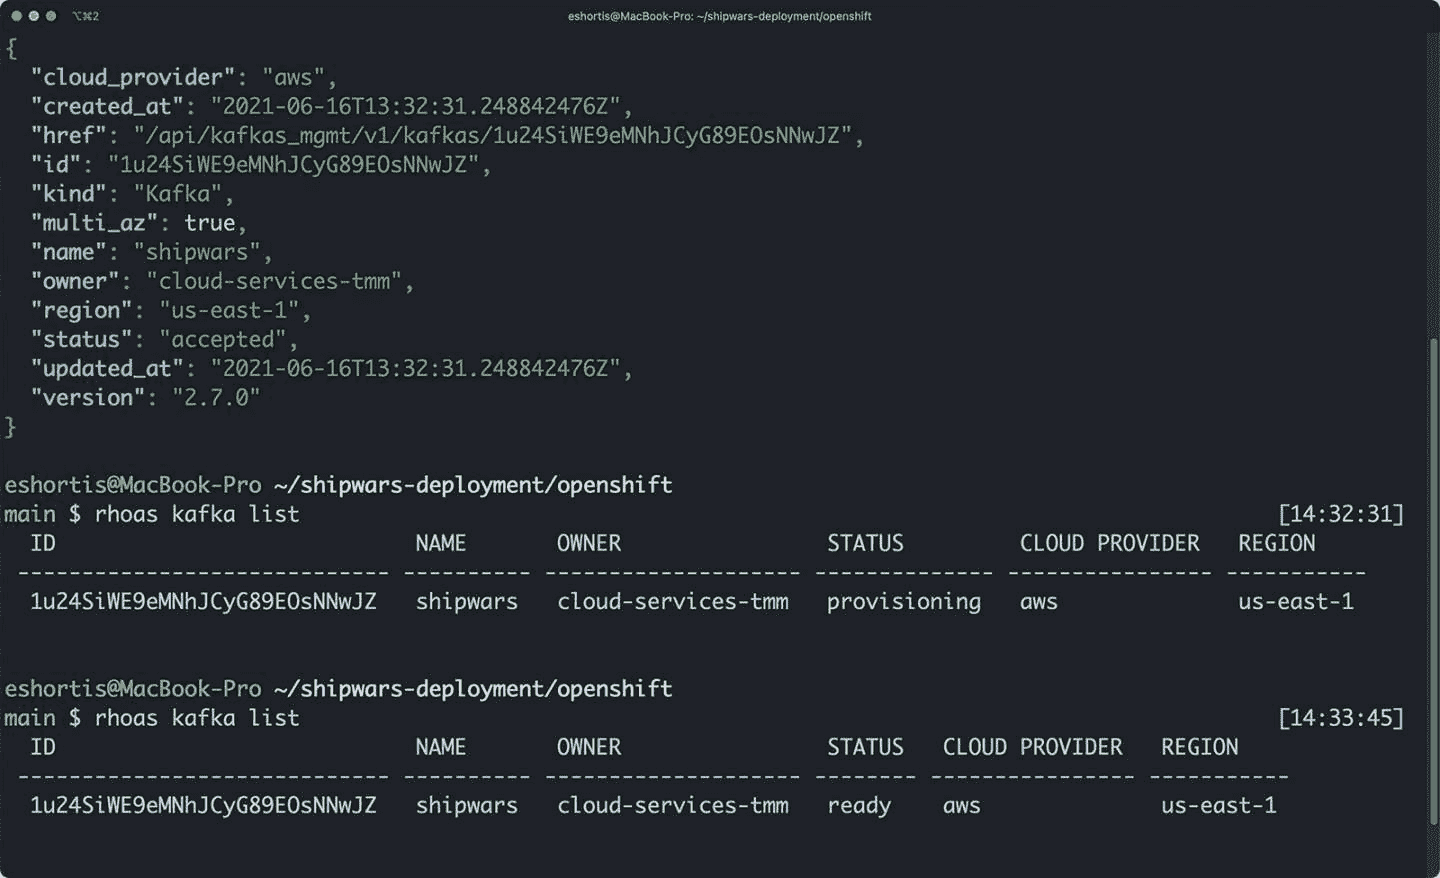 ⌥⌘2 eshortis@MacBook-Pro: ~/shipwars-deployment/openshift
{
"cloud_provider": "aws",
"created_at": "2021-06-16T13:32:31.248842476Z",
"href": "/api/kafkas_mgmt/v1/kafkas/1u24SiWE9eMNhJCyG89EOsNNwJZ",
"id": "1u24SiWE9eMNhJCyG89EOsNNwJZ",
"kind": "Kafka",
"multi_az": true,
"name": "shipwars",
"owner": "cloud-services-tmm",
"region": "us-east-1",
"status": "accepted",
"updated_at": "2021-06-16T13:32:31.248842476Z",
"version": "2.7.0"
}
eshortis@MacBook-Pro ~/shipwars-deployment/openshift
main $ rhoas kafka list [14:32:31]
ID NAME OWNER STATUS CLOUD PROVIDER REGION
---------------------------- ---------- -------------------- -------------- ---------------- -----------
1u24SiWE9eMNhJCyG89EOsNNwJZ shipwars cloud-services-tmm provisioning aws us-east-1
eshortis@MacBook-Pro ~/shipwars-deployment/openshift
main $ rhoas kafka list [14:33:45]
ID NAME OWNER STATUS CLOUD PROVIDER REGION
---------------------------- ---------- -------------------- -------- ---------------- -----------
1u24SiWE9eMNhJCyG89EOsNNwJZ shipwars cloud-services-tmm ready aws us-east-1